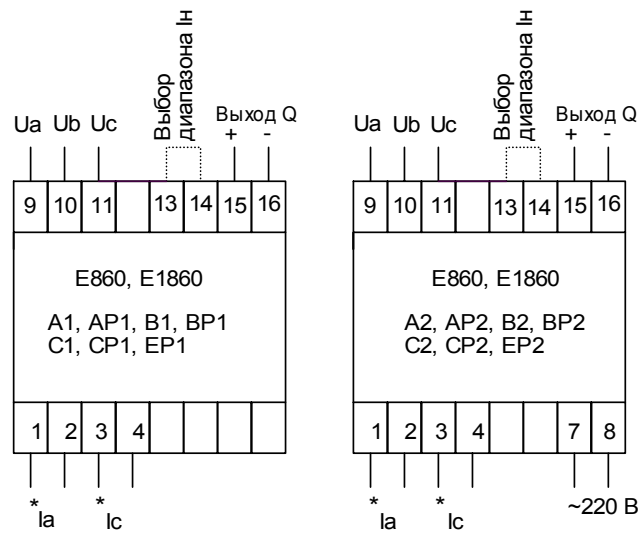 Выбор
диапазона Iн
Выход Q
Ua Ub Uc + -
9 10 11 13 14 15 16
E860, E1860
A1, AP1, B1, BP1
C1, CP1, EP1
1 2 3 4
* Ia * Ic
Выбор
диапазона Iн
Выход Q
Ua Ub Uc + -
9 10 11 13 14 15 16
E860, E1860
A2, AP2, B2, BP2
C2, CP2, EP2
1 2 3 4 7 8
* Ia * Ic ~220 В